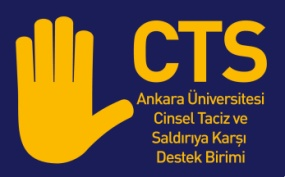 CTS
Ankara Üniversitesi
Cinsel Taciz ve
Saldırıya Karşı
Destek Birimi